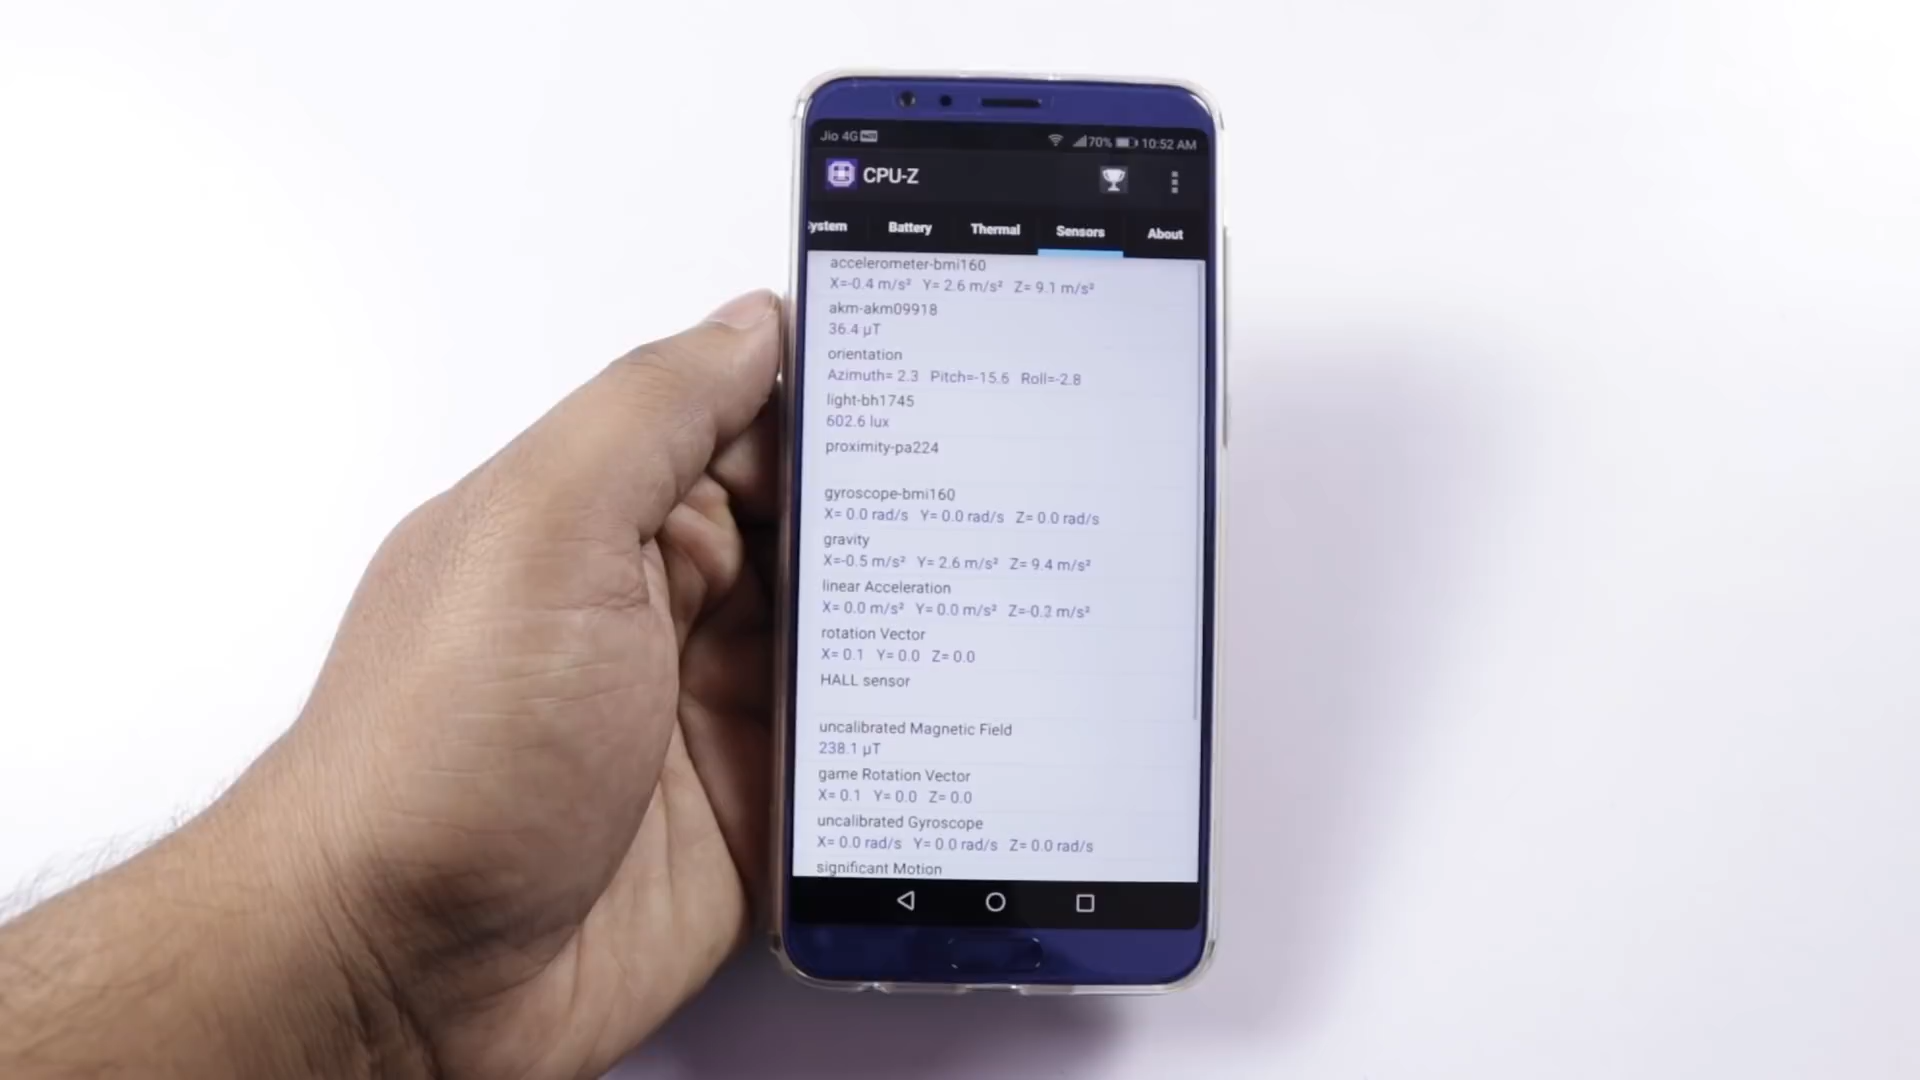 Jio 4G 70% 10:52 AM
CPU-Z
ystem Battery Thermal Sensors About
accelerometer-bmi160
X=-0.4 m/s² Y= 2.6 m/s² Z= 9.1 m/s²
akm-akm09918
36.4 μT
orientation
Azimuth= 2.3 Pitch=-15.6 Roll=-2.8
light-bh1745
602.6 lux
proximity-pa224
gyroscope-bmi160
X= 0.0 rad/s Y= 0.0 rad/s Z= 0.0 rad/s
gravity
X=-0.5 m/s² Y= 2.6 m/s² Z= 9.4 m/s²
linear Acceleration
X= 0.0 m/s² Y= 0.0 m/s² Z=-0.2 m/s²
rotation Vector
X= 0.1 Y= 0.0 Z= 0.0
HALL sensor
uncalibrated Magnetic Field
238.1 μT
game Rotation Vector
X= 0.1 Y= 0.0 Z= 0.0
uncalibrated Gyroscope
X= 0.0 rad/s Y= 0.0 rad/s Z= 0.0 rad/s
significant Motion